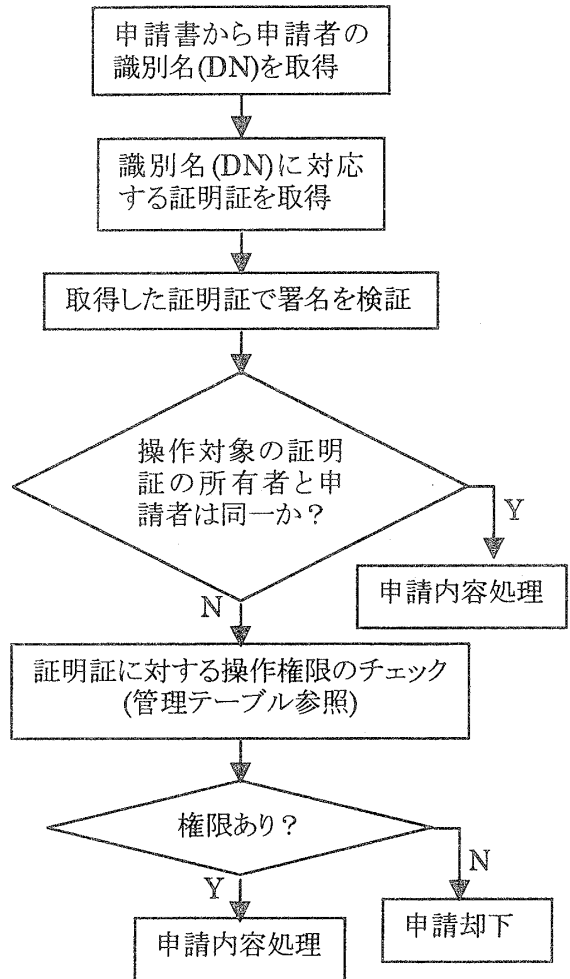 申請書から申請者の
識別名(DN)を取得
識別名(DN)に対応
する証明証を取得
取得した証明証で署名を検証
操作対象の証明
証の所有者と申
請者は同一か？
Y
申請内容処理
N
証明証に対する操作権限のチェック
(管理テーブル参照)
権限あり？
N
Y
申請却下
申請内容処理